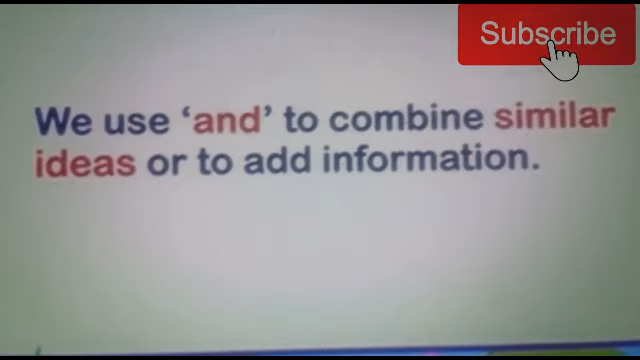 Subscribe
We use ‘and’ to combine similar
ideas or to add information.